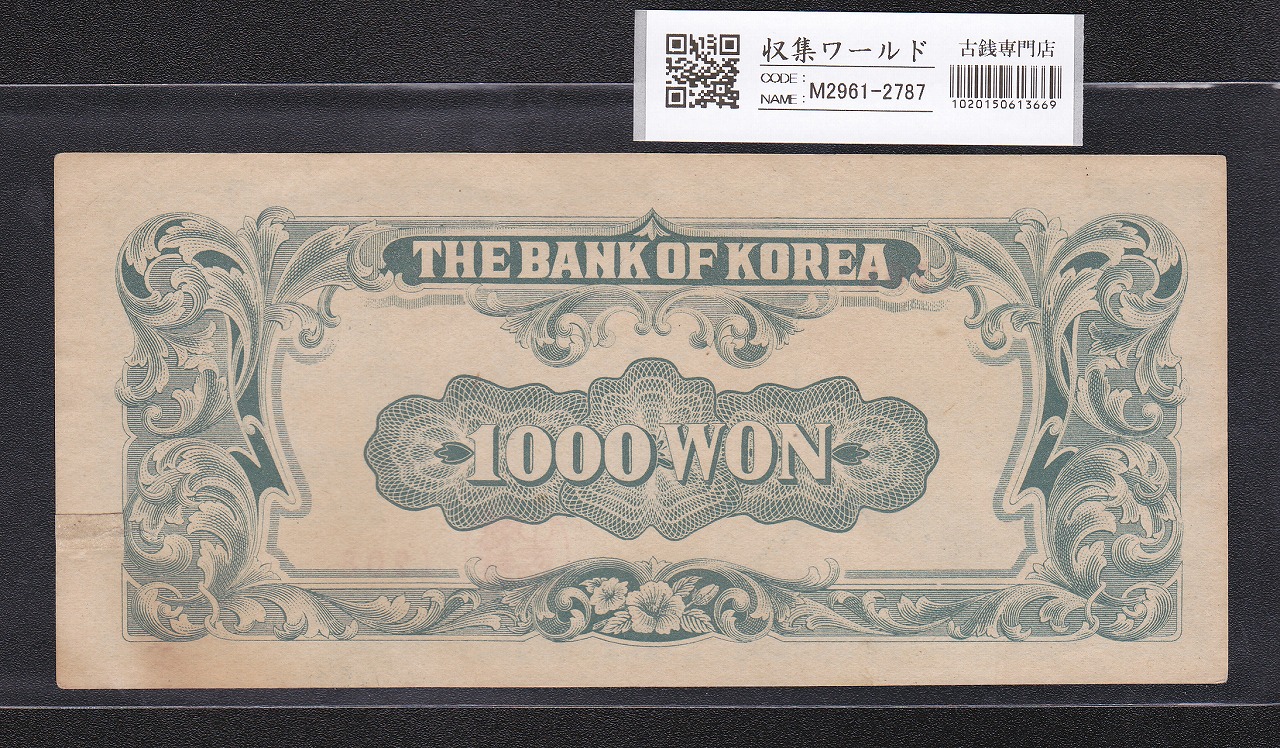 収集ワールド
古銭専門店
CODE:
NAME: M2961-2787
1020150613669
THE BANK OF KOREA
1000 WON